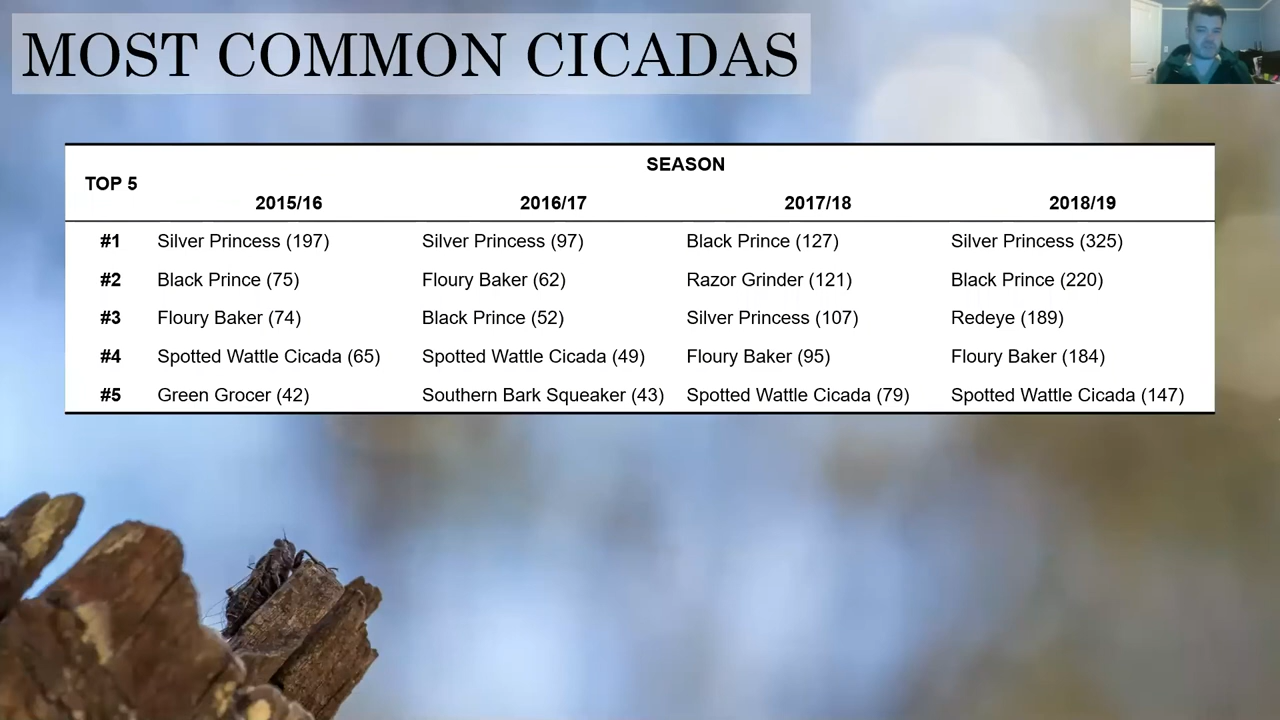 MOST COMMON CICADAS
TOP 5
SEASON
2015/16 2016/17 2017/18 2018/19
#1 Silver Princess (197) Silver Princess (97) Black Prince (127) Silver Princess (325)
#2 Black Prince (75) Floury Baker (62) Razor Grinder (121) Black Prince (220)
#3 Floury Baker (74) Black Prince (52) Silver Princess (107) Redeye (189)
#4 Spotted Wattle Cicada (65) Spotted Wattle Cicada (49) Floury Baker (95) Floury Baker (184)
#5 Green Grocer (42) Southern Bark Squeaker (43) Spotted Wattle Cicada (79) Spotted Wattle Cicada (147)